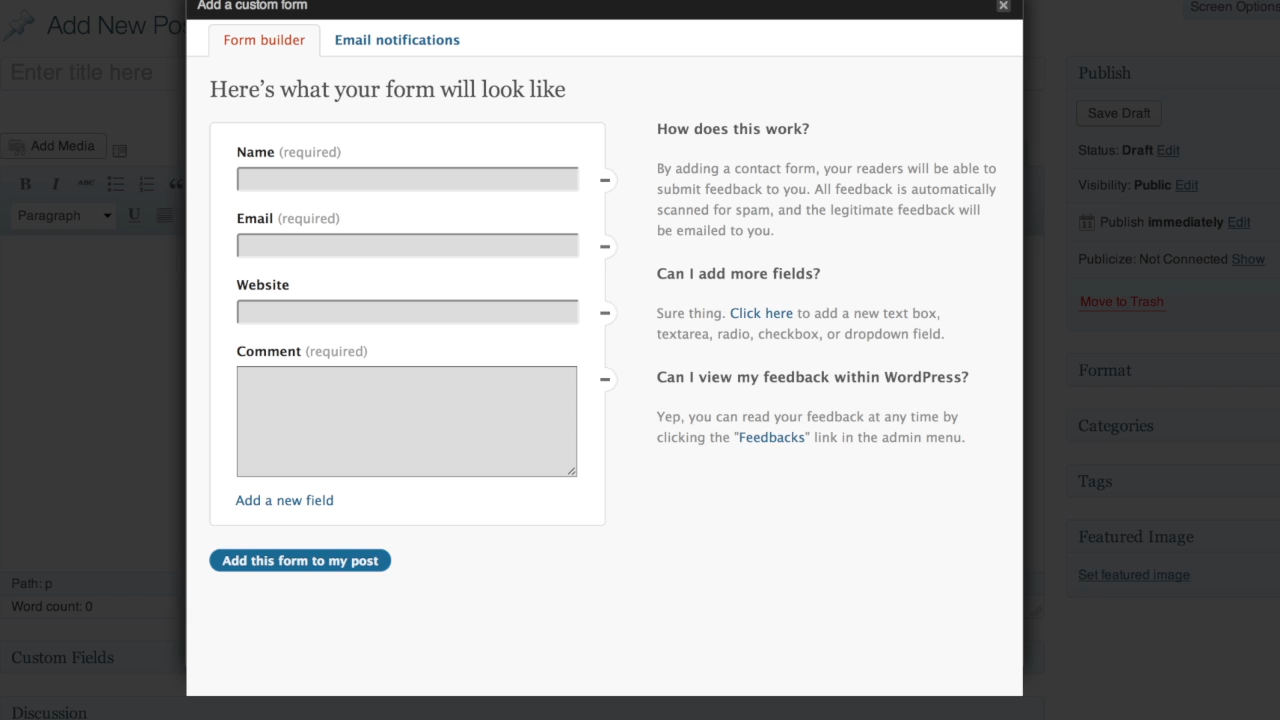 Add a custom form
Screen Options
Add New Po
Form builder
Email notifications
Enter title here
Here's what your form will look like
Publish
Name (required)
How does this work?
Save Draft
Add Media
By adding a contact form, your readers will be able to
submit feedback to you. All feedback is automatically
scanned for spam, and the legitimate feedback will
be emailed to you.
Status: Draft Edit
B I ABC
Visibility: Public Edit
Paragraph U
Email (required)
Publish immediately Edit
Publicize: Not Connected Show
Website
Can I add more fields?
Move to Trash
Sure thing. Click here to add a new text box,
textarea, radio, checkbox, or dropdown field.
Comment (required)
Can I view my feedback within WordPress?
Format
Yep, you can read your feedback at any time by
clicking the "Feedbacks" link in the admin menu.
Categories
Tags
Add a new field
Featured Image
Add this form to my post
Set featured image
Path: p
Word count: 0
Custom Fields
Discussion